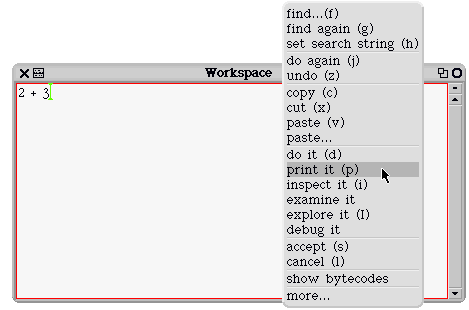 find...(f)
find again (g)
set search string (h)
do again (j)
undo (z)
Workspace
2 + 3
copy (c)
cut (x)
paste (v)
paste...
do it (d)
print it (p)
inspect it (i)
examine it
explore it (I)
debug it
accept (s)
cancel (l)
show bytecodes
more...